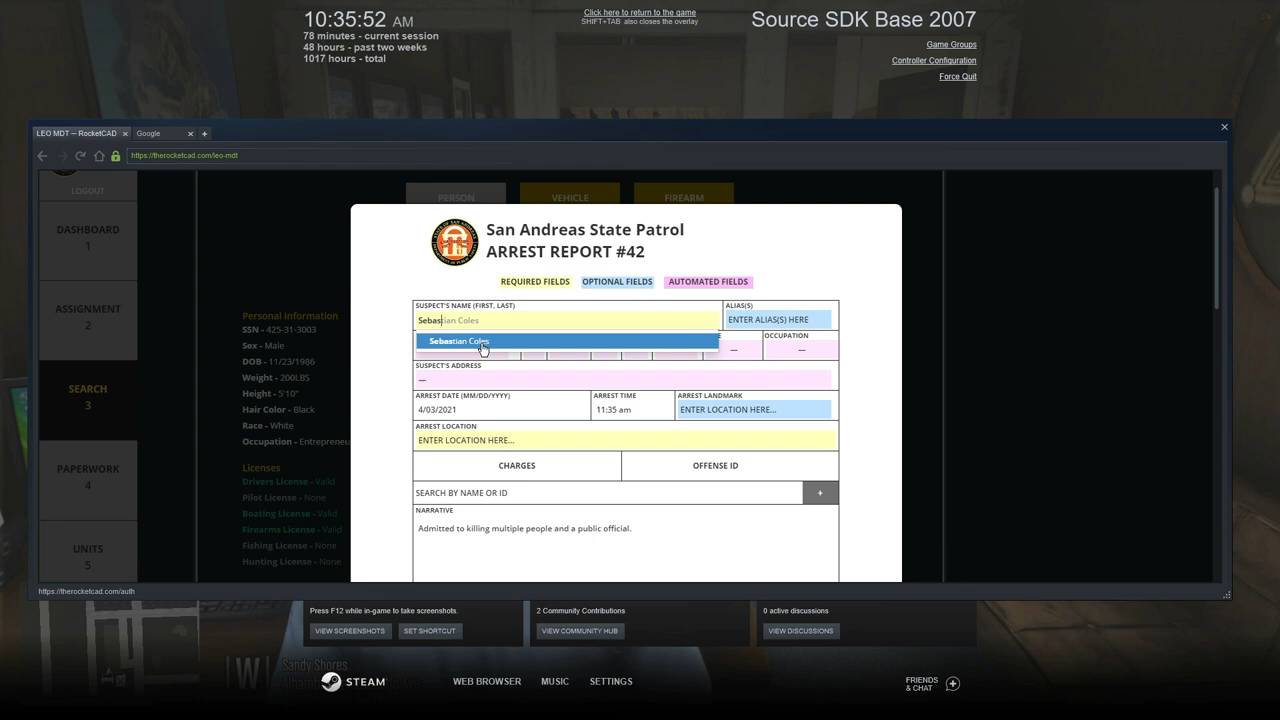 10:35:52 AM
78 minutes - current session
48 hours - past two weeks
1017 hours - total
Click here to return to the game
SHIFT+TAB also closes the overlay
Source SDK Base 2007
Game Groups
Controller Configuration
Force Quit
LEO MDT — RocketCAD
Google
https://therocketcad.com/leo-mdt
LOGOUT
DASHBOARD
1
ASSIGNMENT
2
SEARCH
3
PAPERWORK
4
UNITS
5
PERSON
VEHICLE
FIREARM
Personal Information
SSN - 425-31-3003
Sex - Male
DOB - 11/23/1986
Weight - 200LBS
Height - 5'10"
Hair Color - Black
Race - White
Occupation - Entrepreneu
Licenses
Drivers License - Valid
Pilot License - None
Boating License - Valid
Firearms License - Valid
Fishing License - None
Hunting License - None
San Andreas State Patrol
ARREST REPORT #42
REQUIRED FIELDS OPTIONAL FIELDS AUTOMATED FIELDS
SUSPECT'S NAME (FIRST, LAST)
Sebastian Coles
ALIAS(S)
ENTER ALIAS(S) HERE
Sebastian Coles
OCCUPATION
—
—
SUSPECT'S ADDRESS
—
ARREST DATE (MM/DD/YYYY)
4/03/2021
ARREST TIME
11:35 am
ARREST LANDMARK
ENTER LOCATION HERE...
ARREST LOCATION
ENTER LOCATION HERE...
CHARGES
OFFENSE ID
SEARCH BY NAME OR ID
+
NARRATIVE
Admitted to killing multiple people and a public official.
https://therocketcad.com/auth
Press F12 while in-game to take screenshots.
VIEW SCREENSHOTS
SET SHORTCUT
2 Community Contributions
VIEW COMMUNITY HUB
0 active discussions
VIEW DISCUSSIONS
W
Sandy Shores
STEAM
WEB BROWSER
MUSIC
SETTINGS
FRIENDS
& CHAT